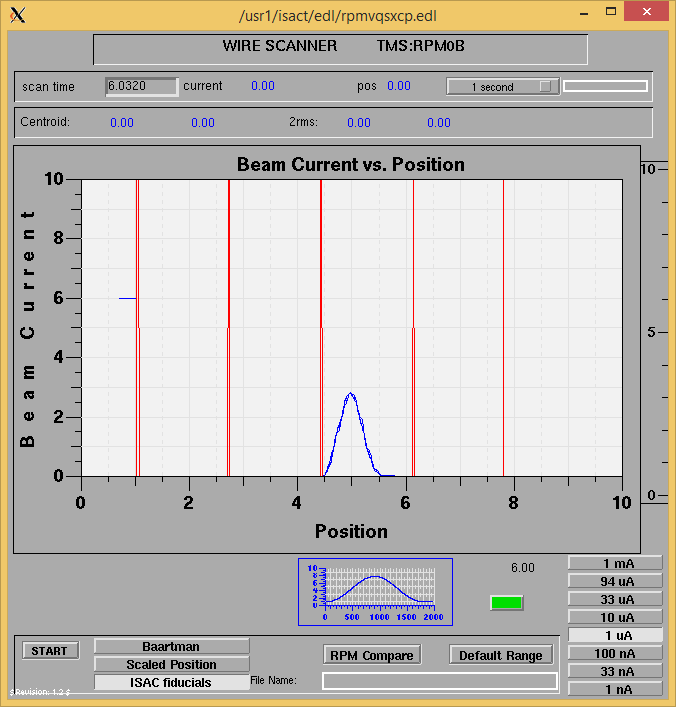 /usr1/isact/edl/rpmvqsxcp.edl
WIRE SCANNER TMS:RPM0B
scan time 6.0320 current 0.00 pos 0.00 1 second
Centroid: 0.00 0.00 2rms: 0.00 0.00
Beam Current vs. Position
10
8
6
4
2
0
Beam Current
0 2 4 6 8 10
Position
10
5
0
10
8
6
4
2
0
0 500 1000 1500 2000
6.00
1 mA
94 uA
33 uA
10 uA
1 uA
100 nA
33 nA
1 nA
START
Baartman
Scaled Position
ISAC fiducials
RPM Compare
Default Range
File Name:
$Revision: 1.2 $